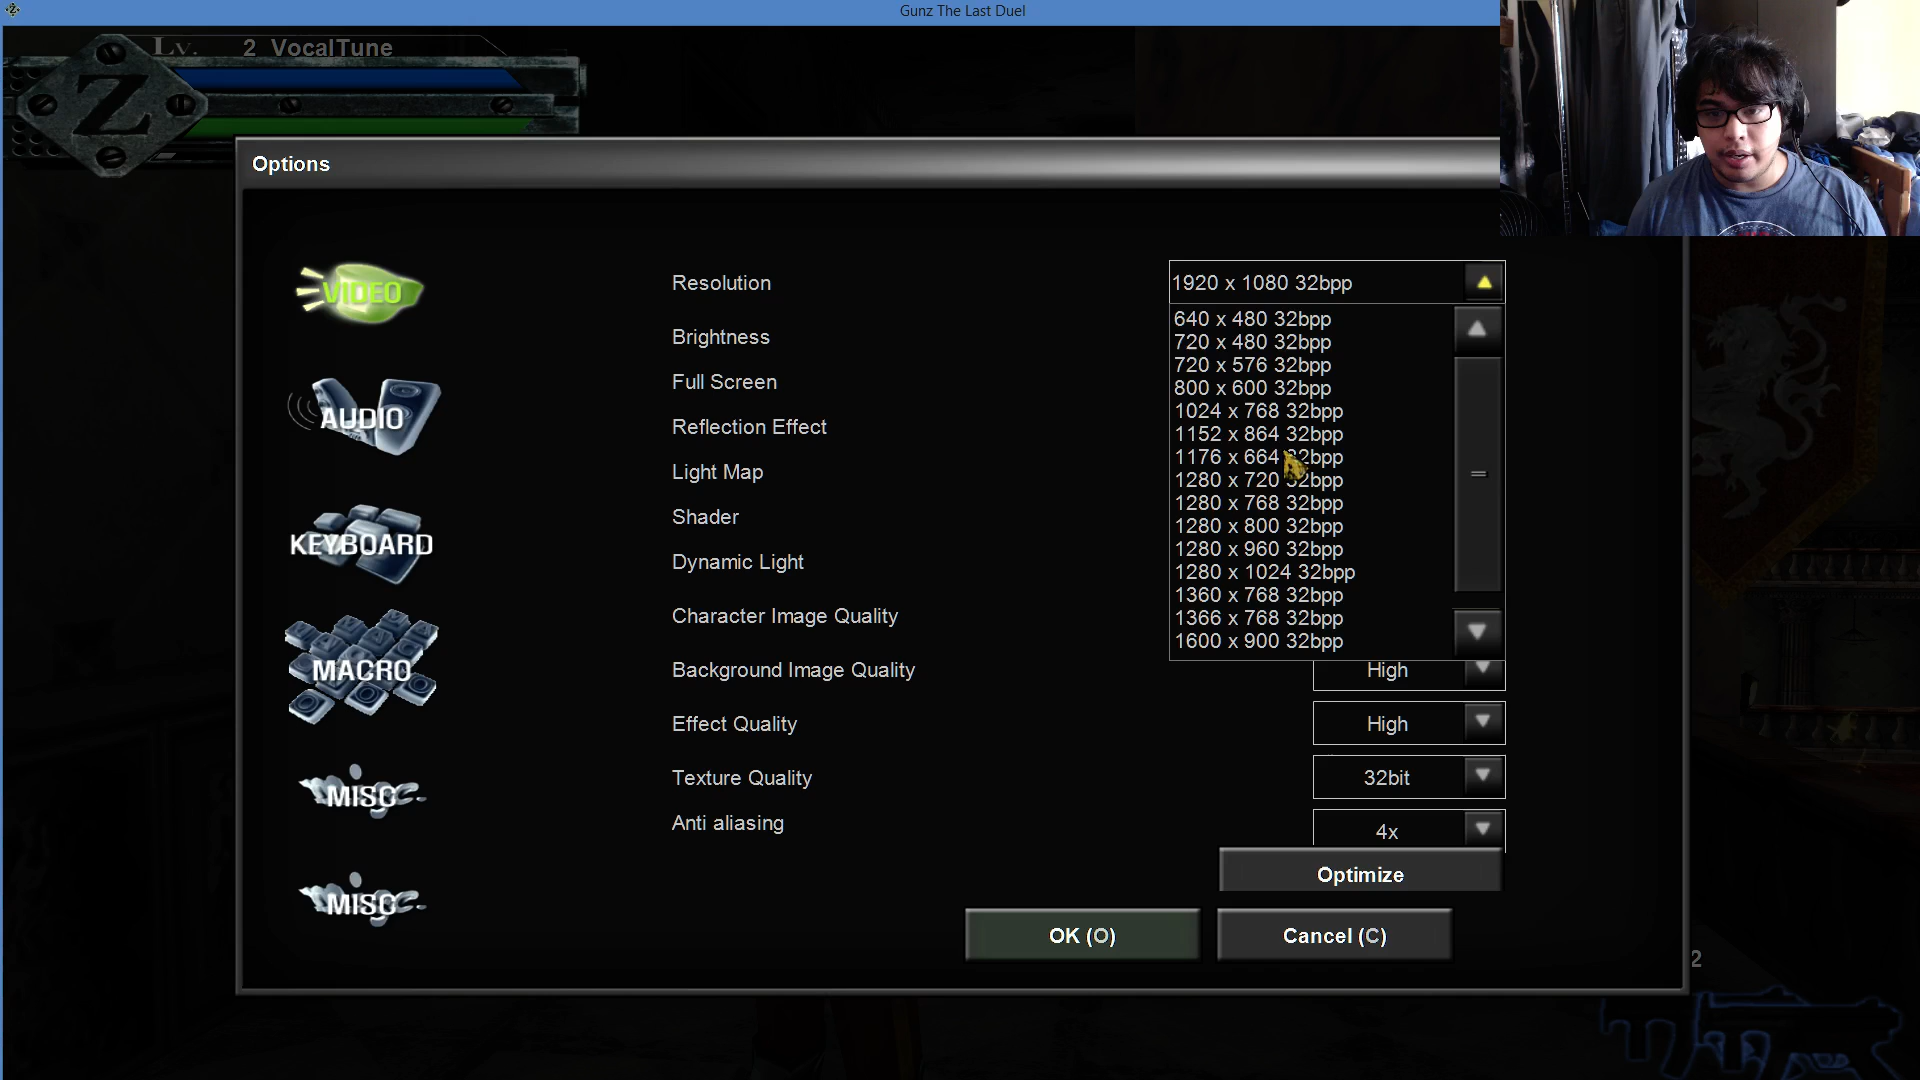 Gunz The Last Duel
Lv. 2 VocalTune
Z
Options
VIDEO
AUDIO
KEYBOARD
MACRO
MISC
MISC
Resolution
1920 x 1080 32bpp
640 x 480 32bpp
720 x 480 32bpp
720 x 576 32bpp
800 x 600 32bpp
1024 x 768 32bpp
1152 x 864 32bpp
1176 x 664 32bpp
1280 x 720 32bpp
1280 x 768 32bpp
1280 x 800 32bpp
1280 x 960 32bpp
1280 x 1024 32bpp
1360 x 768 32bpp
1366 x 768 32bpp
1600 x 900 32bpp
Brightness
Full Screen
Reflection Effect
Light Map
Shader
Dynamic Light
Character Image Quality
Background Image Quality High
Effect Quality High
Texture Quality 32bit
Anti aliasing 4x
Optimize
OK (O) Cancel (C)
2